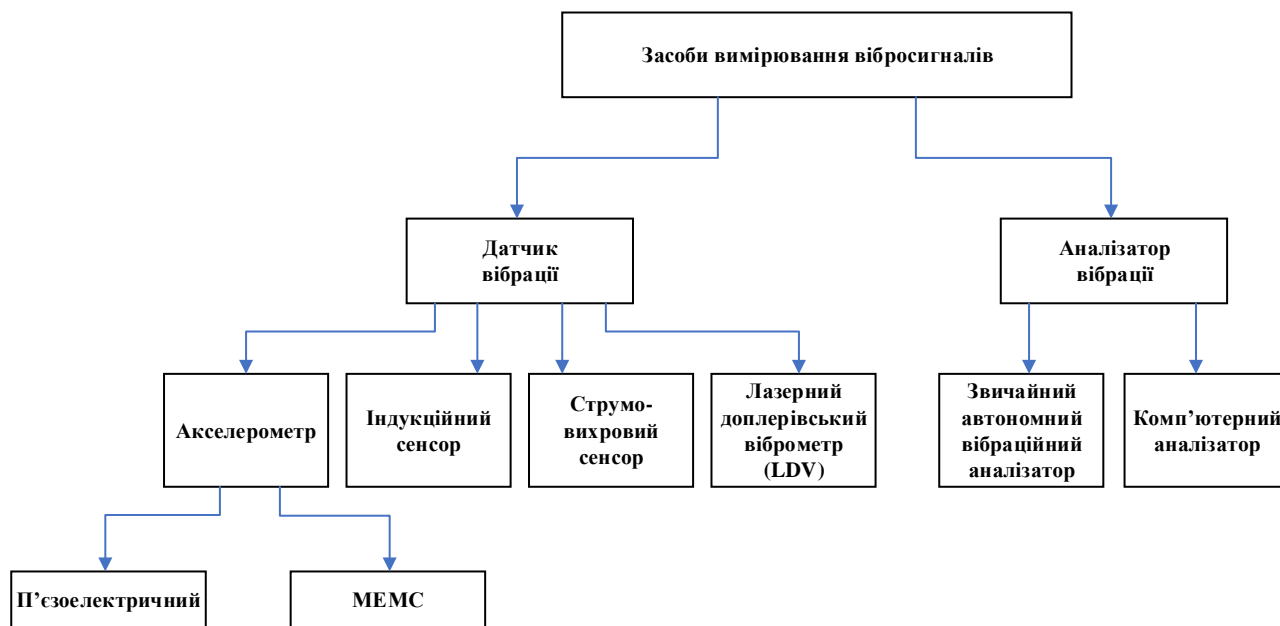 Засоби вимірювання вібросигналів
Датчик
вібрації
Аналізатор
вібрації
Акселерометр
Індукційний
сенсор
Струмо-
вихровий
сенсор
Лазерний
доплерівський
віброметр
(LDV)
Звичайний
автономний
вібраційний
аналізатор
Комп’ютерний
аналізатор
П’єзоелектричний
МЕМС